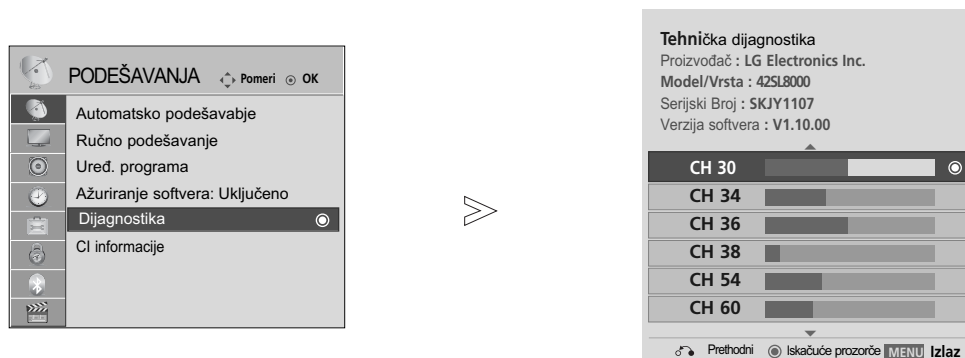 PODEŠAVANJA Pomeri OK
Automatsko podešavabje
Ručno podešavanje
Uređ. programa
Ažuriranje softvera: Uključeno
Dijagnostika
CI informacije
Tehnička dijagnostika
Proizvođač : LG Electronics Inc.
Model/Vrsta : 42SL8000
Serijski Broj : SKJY1107
Verzija softvera : V1.10.00
CH 30
CH 34
CH 36
CH 38
CH 54
CH 60
Prethodni Iskačuće prozorče MENU Izlaz